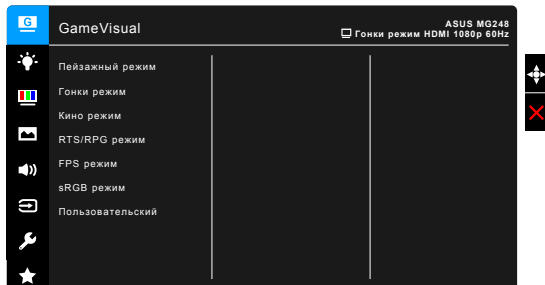 G
GameVisual
ASUS MG248
Гонки режим HDMI 1080p 60Hz
Пейзажный режим
Гонки режим
Кино режим
RTS/RPG режим
FPS режим
sRGB режим
Пользовательский